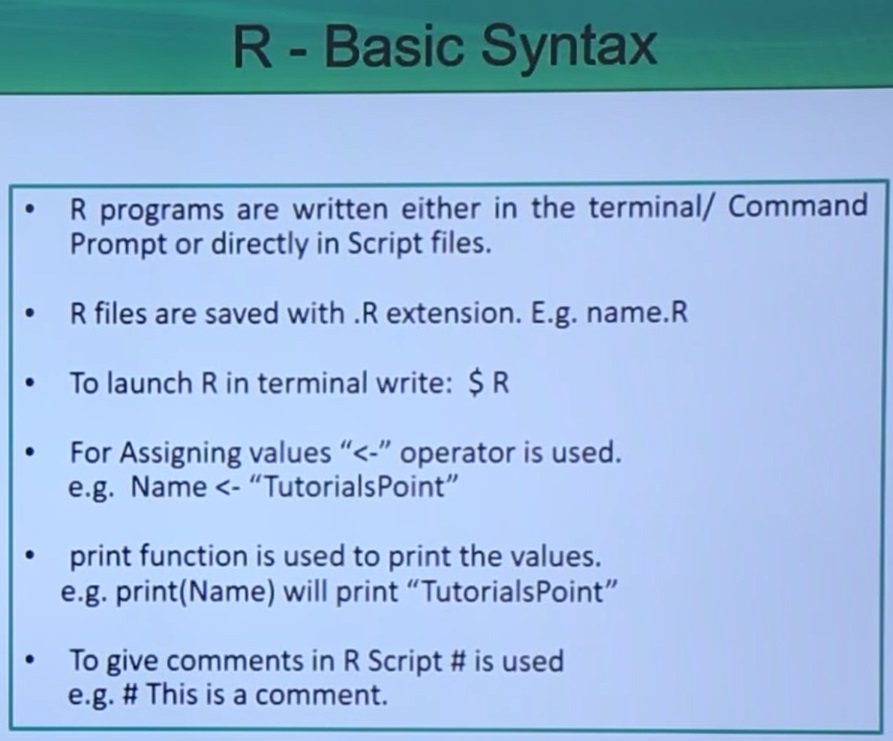 R - Basic Syntax
• R programs are written either in the terminal/ Command
Prompt or directly in Script files.
• R files are saved with .R extension. E.g. name.R
• To launch R in terminal write: $ R
• For Assigning values “<-” operator is used.
e.g. Name <- “TutorialsPoint”
• print function is used to print the values.
e.g. print(Name) will print “TutorialsPoint”
• To give comments in R Script # is used
e.g. # This is a comment.